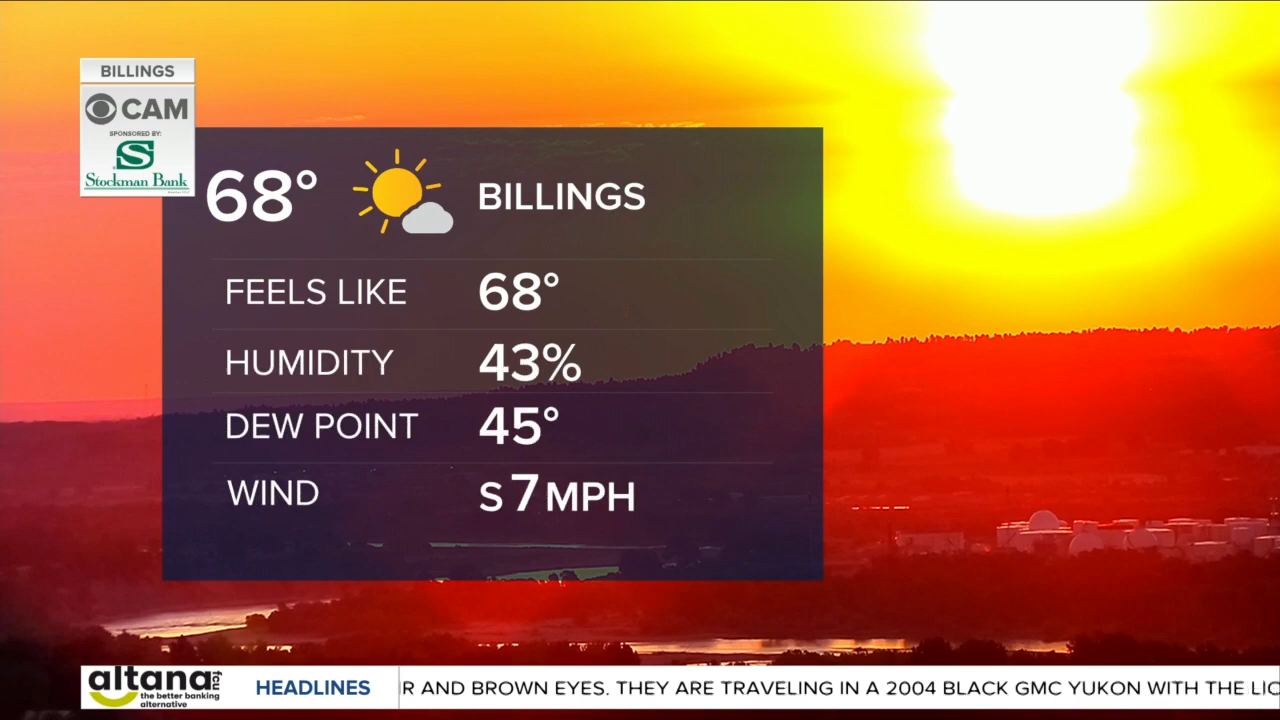 BILLINGS
CAM
SPONSORED BY:
S
Stockman Bank
68° BILLINGS
FEELS LIKE 68°
HUMIDITY 43%
DEW POINT 45°
WIND S 7 MPH
altana fcu
the better banking
alternative
HEADLINES
R AND BROWN EYES. THEY ARE TRAVELING IN A 2004 BLACK GMC YUKON WITH THE LIC